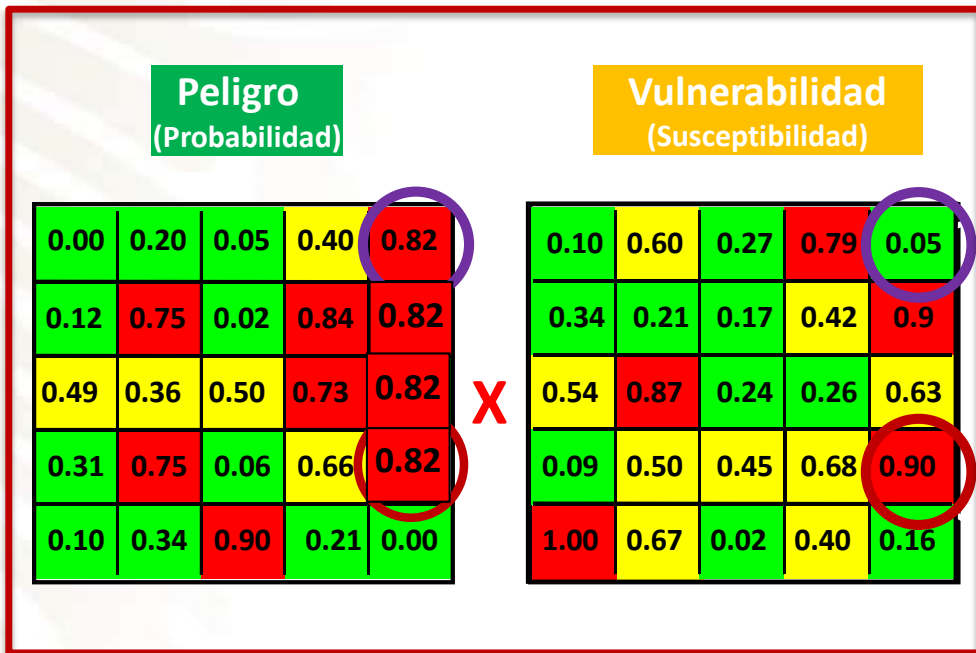 Peligro
(Probabilidad)
Vulnerabilidad
(Susceptibilidad)
0.00 0.20 0.05 0.40 0.82
0.12 0.75 0.02 0.84 0.82
0.49 0.36 0.50 0.73 0.82
0.31 0.75 0.06 0.66 0.82
0.10 0.34 0.90 0.21 0.00
X
0.10 0.60 0.27 0.79 0.05
0.34 0.21 0.17 0.42 0.9
0.54 0.87 0.24 0.26 0.63
0.09 0.50 0.45 0.68 0.90
1.00 0.67 0.02 0.40 0.16